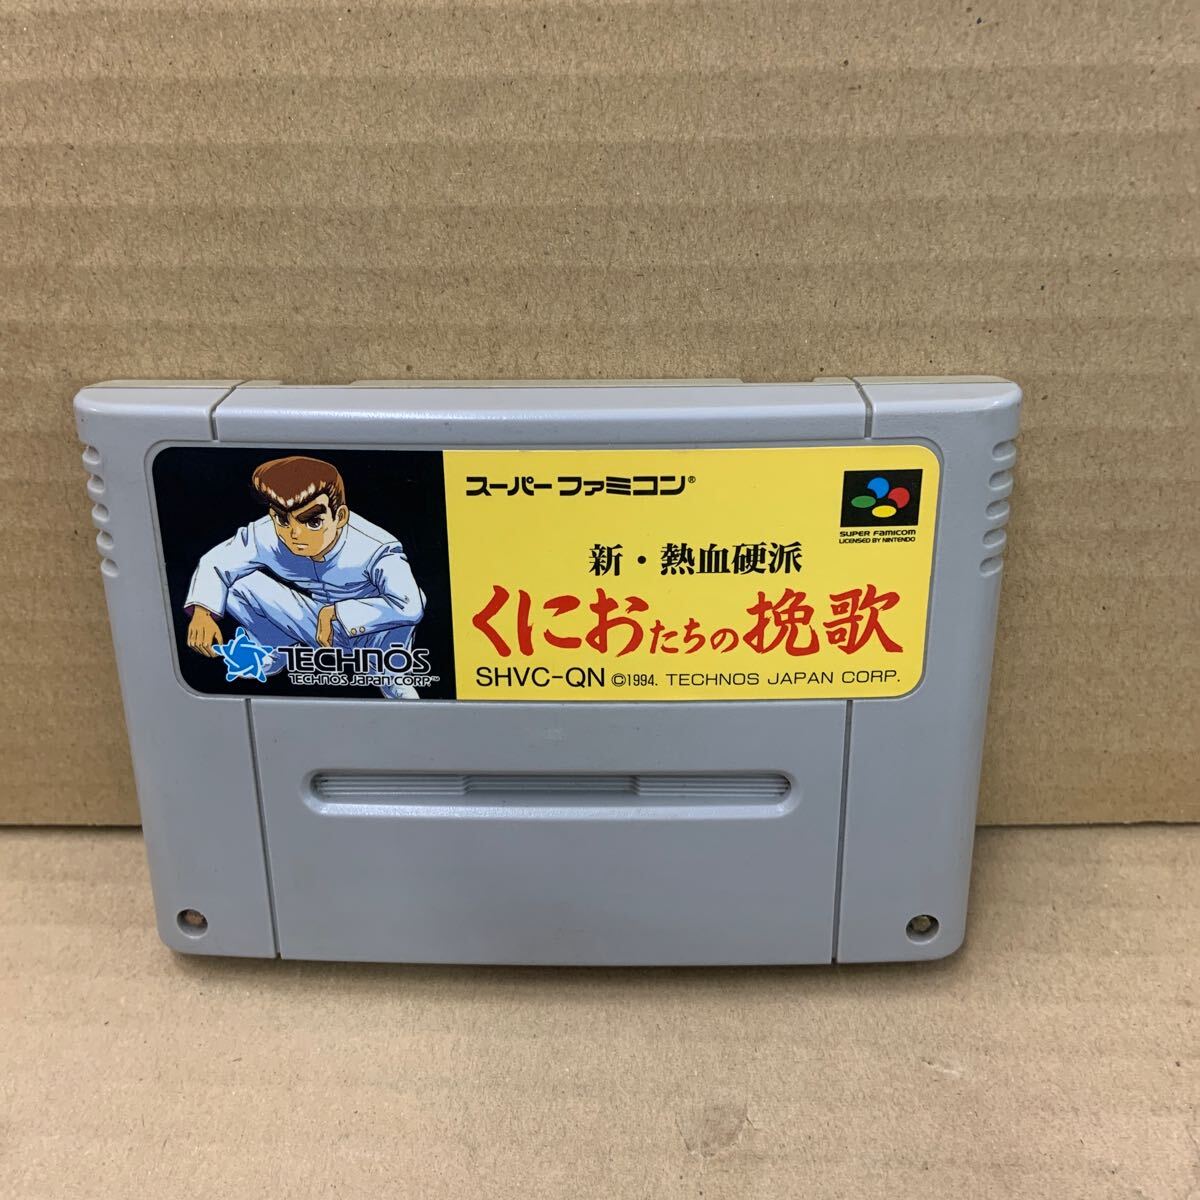 スーパーファミコン®
SUPER FAMICOM
LICENSED BY NINTENDO
新・熱血硬派
くにおたちの挽歌
TECHNŌS
TECHNOS JAPAN CORP.™
SHVC-QN ©1994. TECHNOS JAPAN CORP.